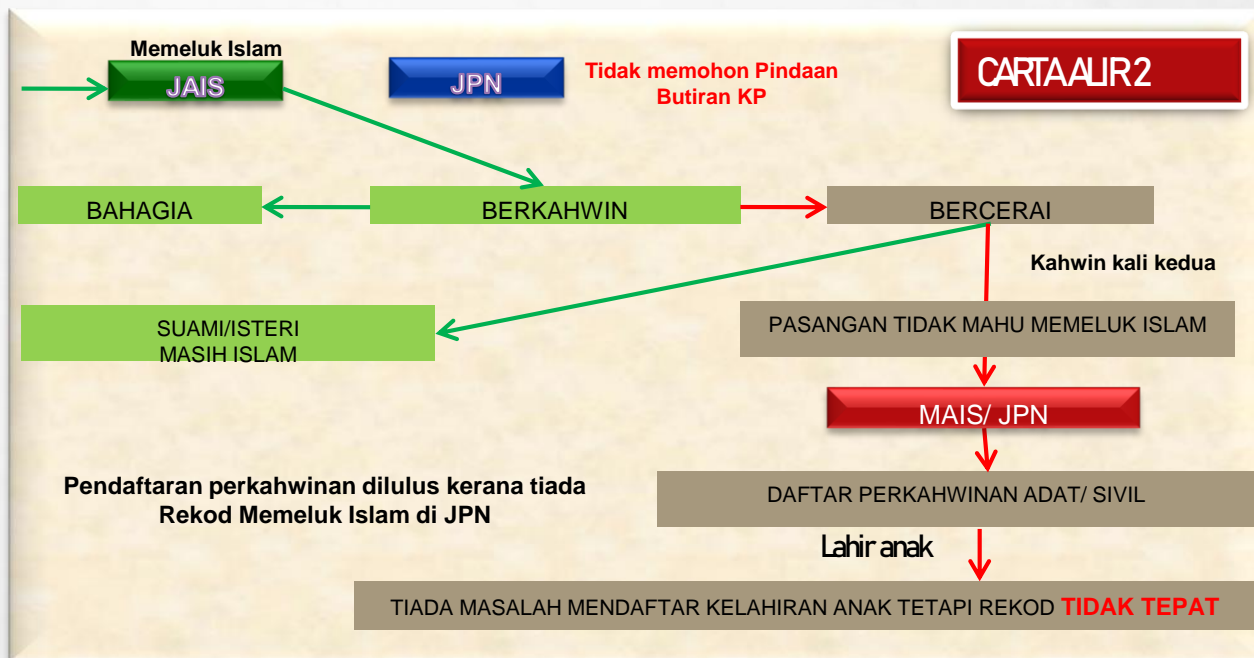 Memeluk Islam
JAIS
JPN
Tidak memohon Pindaan
Butiran KP
CARTA ALIR 2
BAHAGIA
BERKAHWIN
BERCERAI
Kahwin kali kedua
SUAMI/ISTERI
MASIH ISLAM
PASANGAN TIDAK MAHU MEMELUK ISLAM
MAIS/ JPN
Pendaftaran perkahwinan dilulus kerana tiada
Rekod Memeluk Islam di JPN
DAFTAR PERKAHWINAN ADAT/ SIVIL
Lahir anak
TIADA MASALAH MENDAFTAR KELAHIRAN ANAK TETAPI REKOD TIDAK TEPAT